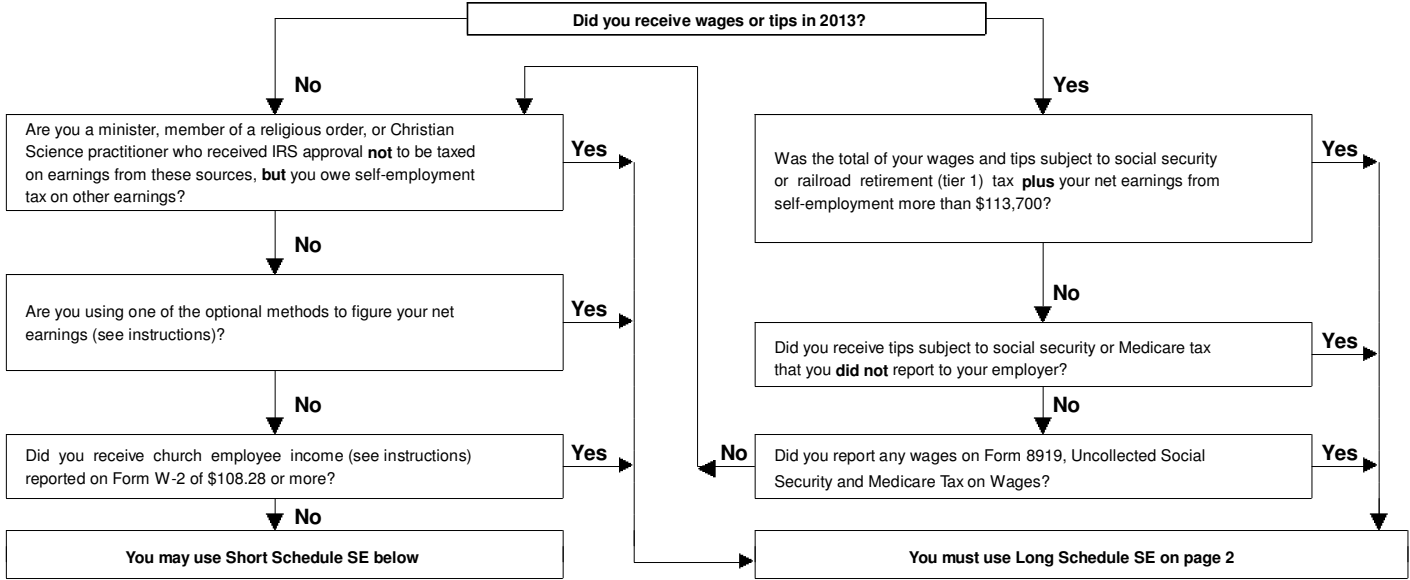 Did you receive wages or tips in 2013?
No
Yes
Are you a minister, member of a religious order, or Christian
Science practitioner who received IRS approval not to be taxed
on earnings from these sources, but you owe self-employment
tax on other earnings?
Yes
Was the total of your wages and tips subject to social security
or railroad retirement (tier 1) tax plus your net earnings from
self-employment more than $113,700?
Yes
No
No
Are you using one of the optional methods to figure your net
earnings (see instructions)?
Yes
Did you receive tips subject to social security or Medicare tax
that you did not report to your employer?
Yes
No
No
Did you receive church employee income (see instructions)
reported on Form W-2 of $108.28 or more?
Yes
No
Did you report any wages on Form 8919, Uncollected Social
Security and Medicare Tax on Wages?
Yes
No
You may use Short Schedule SE below
You must use Long Schedule SE on page 2